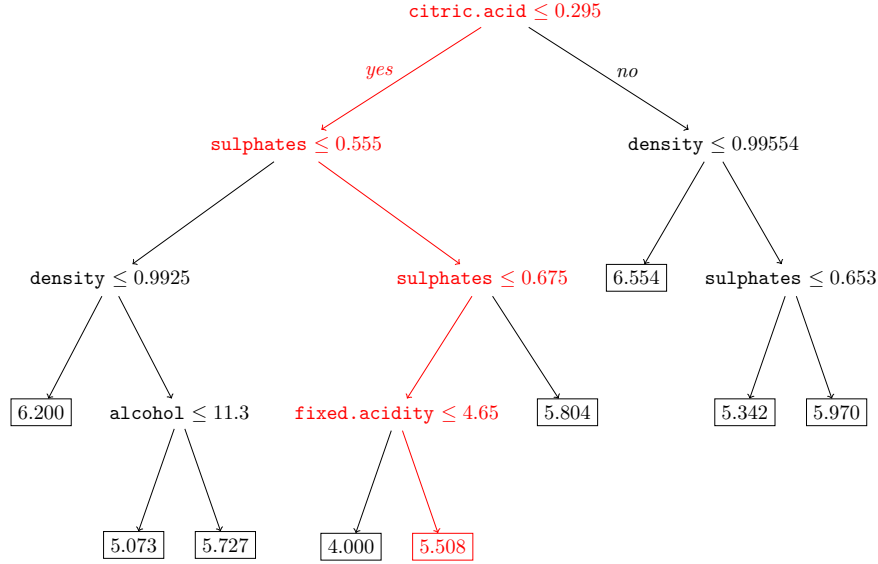 citric.acid ≤ 0.295
yes
no
sulphates ≤ 0.555
density ≤ 0.99554
density ≤ 0.9925
sulphates ≤ 0.675
6.554
sulphates ≤ 0.653
6.200
alcohol ≤ 11.3
fixed.acidity ≤ 4.65
5.804
5.342
5.970
5.073
5.727
4.000
5.508